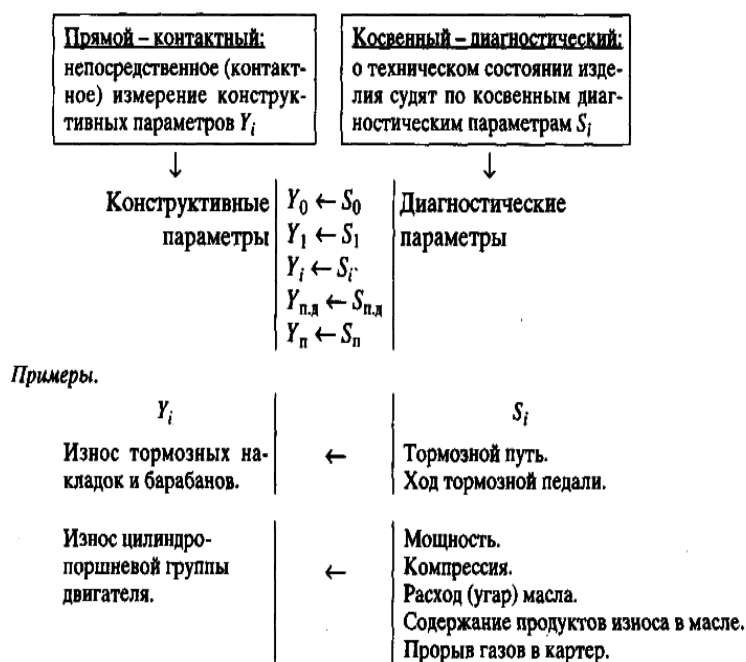 Прямой – контактный:
непосредственное (контакт-
ное) измерение конструк-
тивных параметров Yi
Косвенный – диагностический:
о техническом состоянии изде-
лия судят по косвенным диаг-
ностическим параметрам Si
↓
↓
Конструктивные
параметры
Y0 ← S0
Y1 ← S1
Yi ← Si
Yп.д ← Sп.д
Yп ← Sп
Диагностические
параметры
Примеры.
Yi
Si
Износ тормозных на-
кладок и барабанов.
←
Тормозной путь.
Ход тормозной педали.
Износ цилиндро-
поршневой группы
двигателя.
←
Мощность.
Компрессия.
Расход (угар) масла.
Содержание продуктов износа в масле.
Прорыв газов в картер.